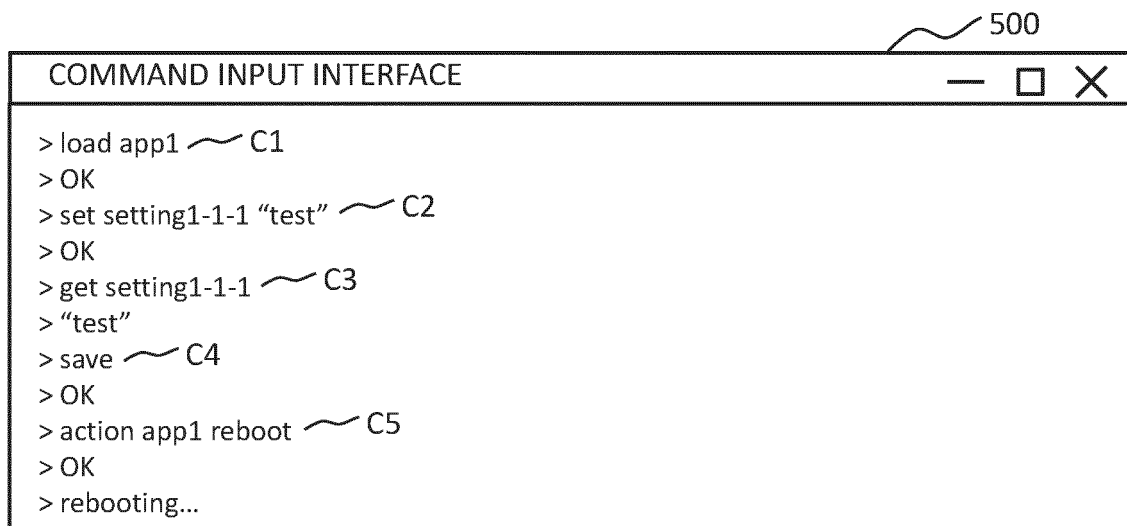 500
COMMAND INPUT INTERFACE
> load app1 C1
> OK
> set setting1-1-1 “test” C2
> OK
> get setting1-1-1 C3
> “test”
> save C4
> OK
> action app1 reboot C5
> OK
> rebooting...